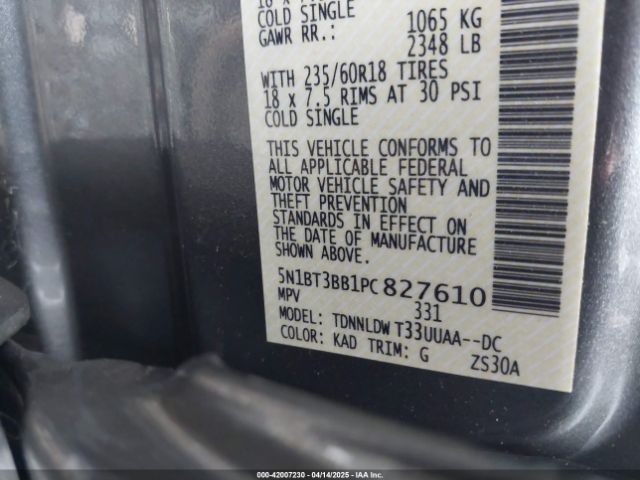 COLD SINGLE 1065 KG
GAWR RR.: 2348 LB
WITH 235/60R18 TIRES
18 x 7.5 RIMS AT 30 PSI
COLD SINGLE
THIS VEHICLE CONFORMS TO
ALL APPLICABLE FEDERAL
MOTOR VEHICLE SAFETY AND
THEFT PREVENTION
STANDARDS IN EFFECT ON
THE DATE OF MANUFACTURE
SHOWN ABOVE.
5N1BT3BB1PC 827610
MPV 331
MODEL: TDNNLDW T33UUAA--DC
COLOR: KAD TRIM: G ZS30A
000-42007230 - 04/14/2025 - IAA Inc.